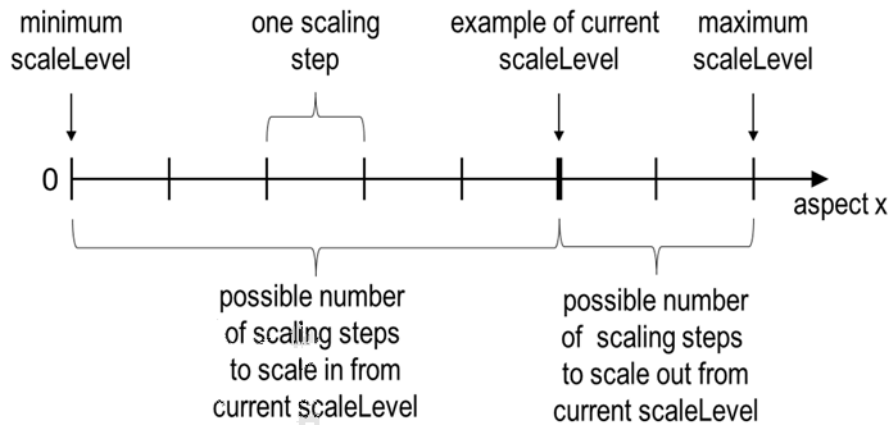 minimum
scaleLevel
one scaling
step
example of current
scaleLevel
maximum
scaleLevel
0
aspect x
possible number
of scaling steps
to scale in from
current scaleLevel
possible number
of scaling steps
to scale out from
current scaleLevel